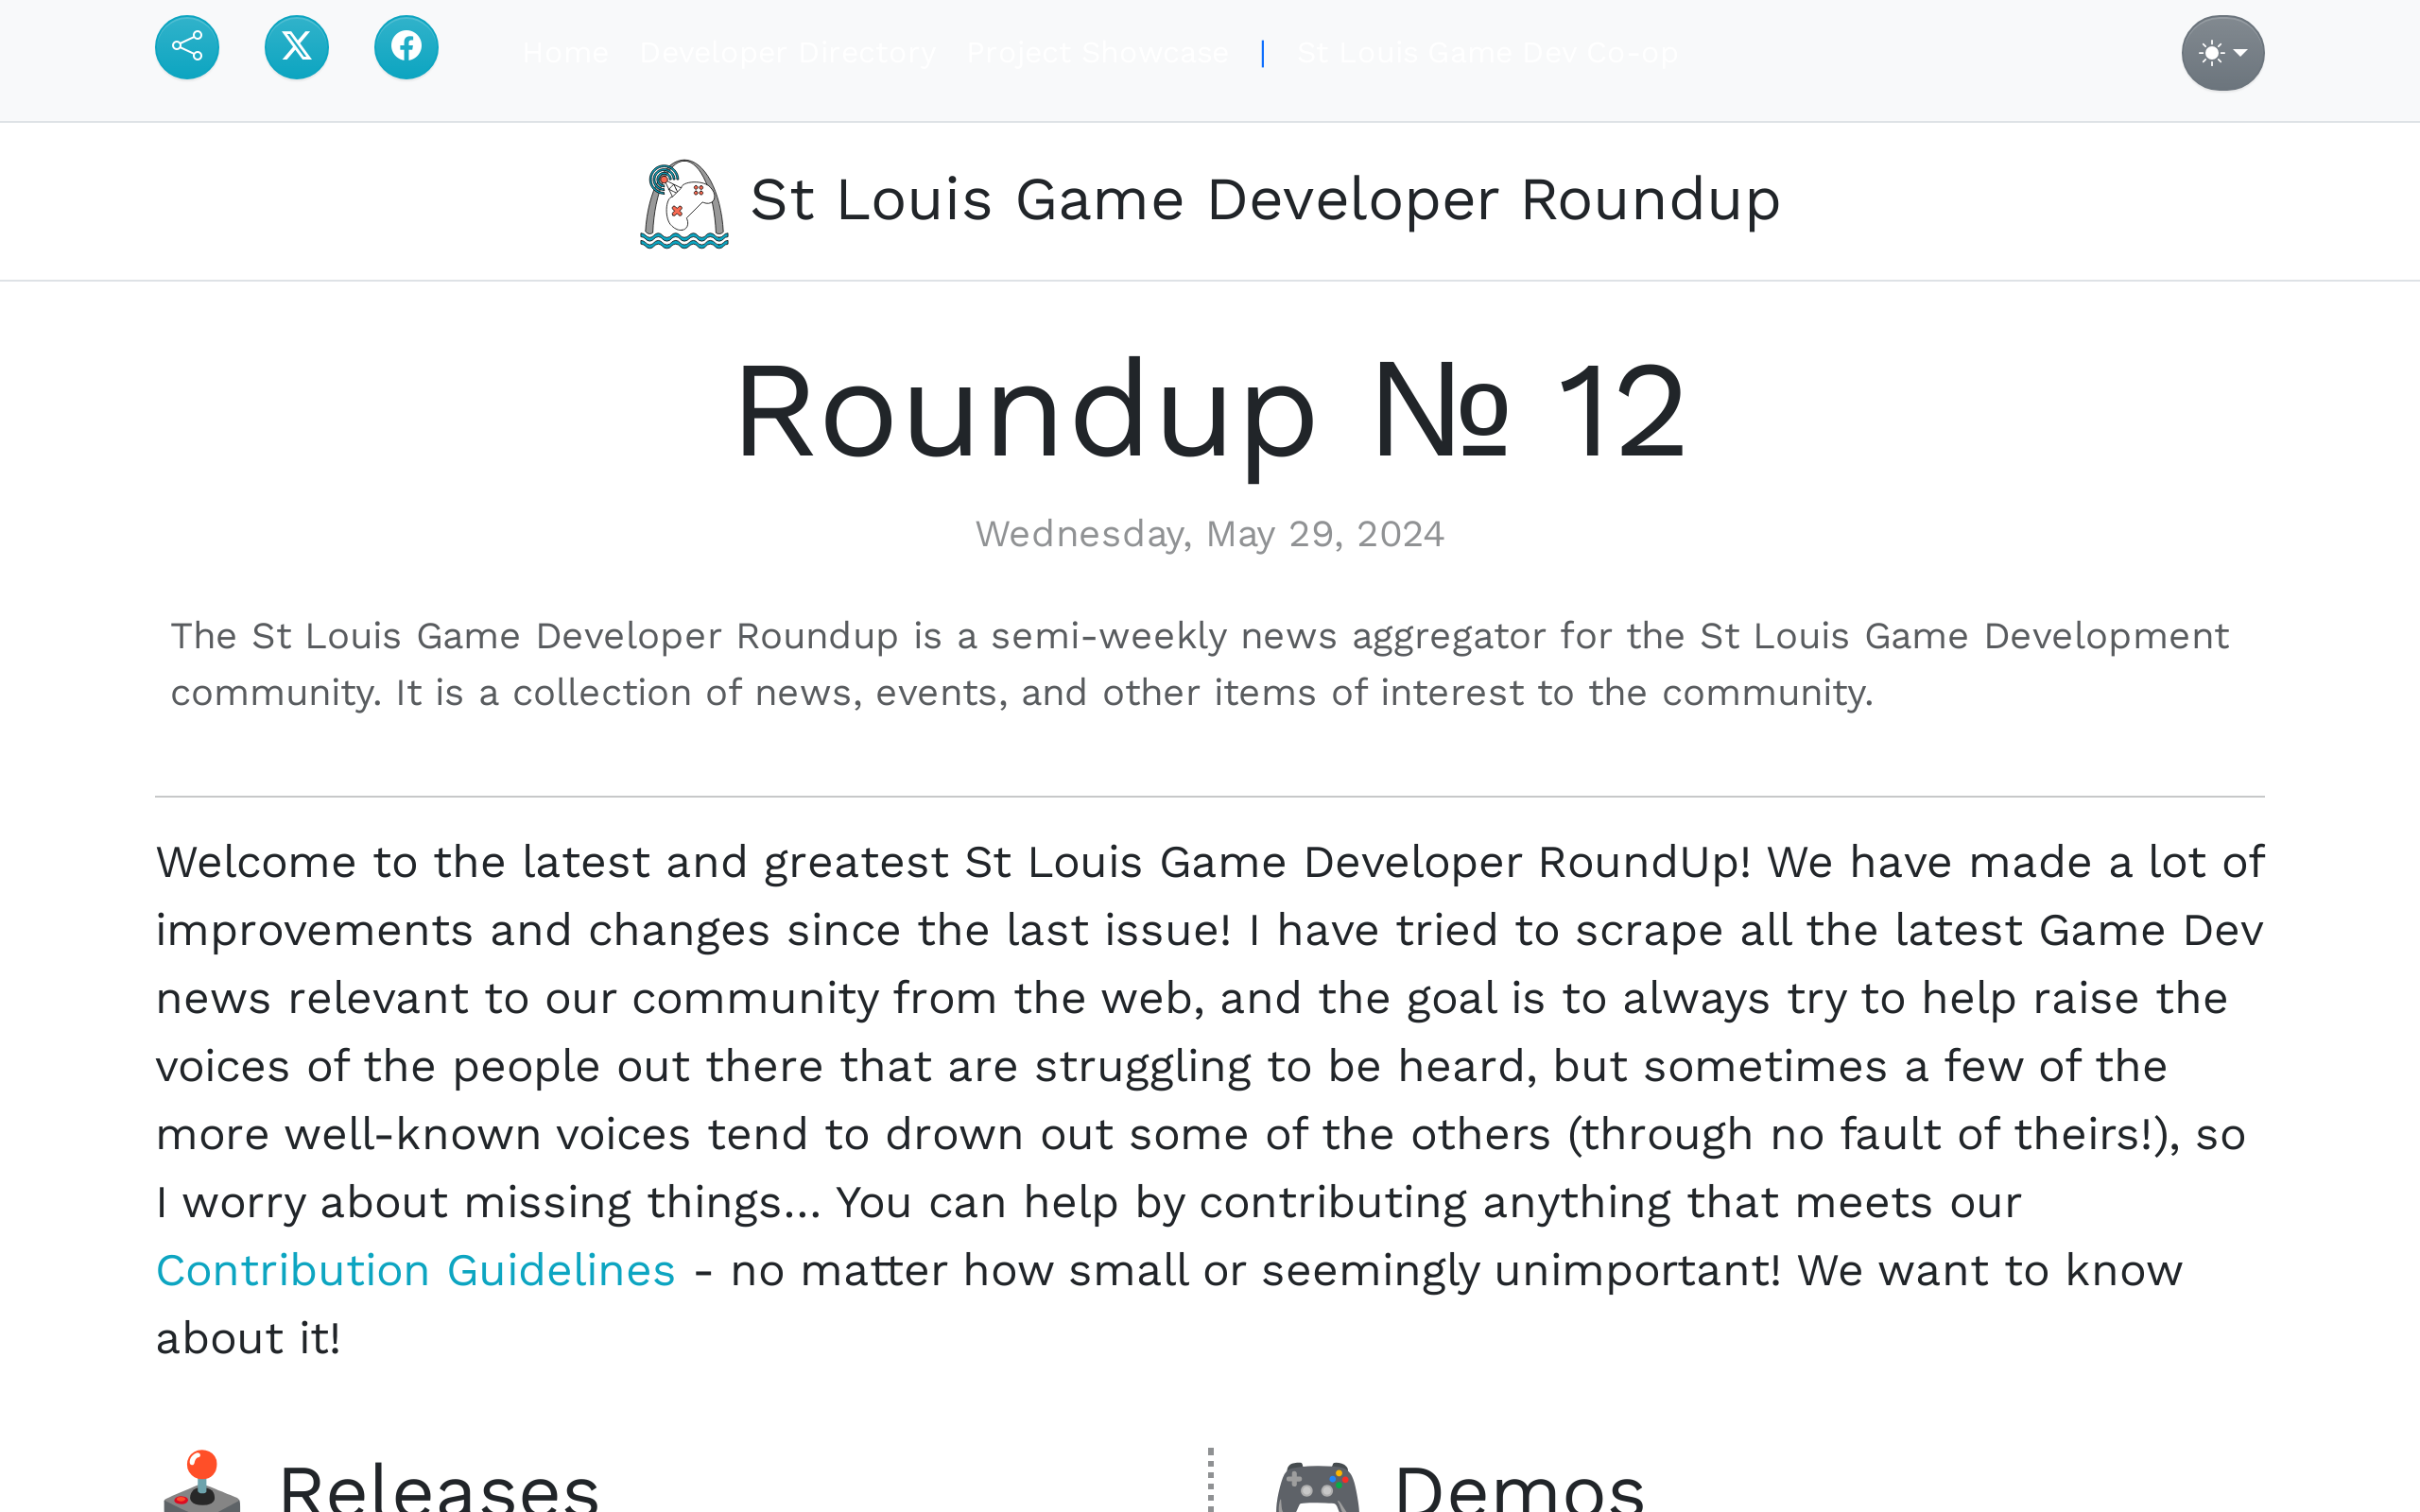 Home Developer Directory Project Showcase | St Louis Game Dev Co-op
St Louis Game Developer Roundup
Roundup № 12
Wednesday, May 29, 2024
The St Louis Game Developer Roundup is a semi-weekly news aggregator for the St Louis Game Development
community. It is a collection of news, events, and other items of interest to the community.
Welcome to the latest and greatest St Louis Game Developer RoundUp! We have made a lot of
improvements and changes since the last issue! I have tried to scrape all the latest Game Dev
news relevant to our community from the web, and the goal is to always try to help raise the
voices of the people out there that are struggling to be heard, but sometimes a few of the
more well-known voices tend to drown out some of the others (through no fault of theirs!), so
I worry about missing things... You can help by contributing anything that meets our
Contribution Guidelines - no matter how small or seemingly unimportant! We want to know
about it!
Releases
Demos